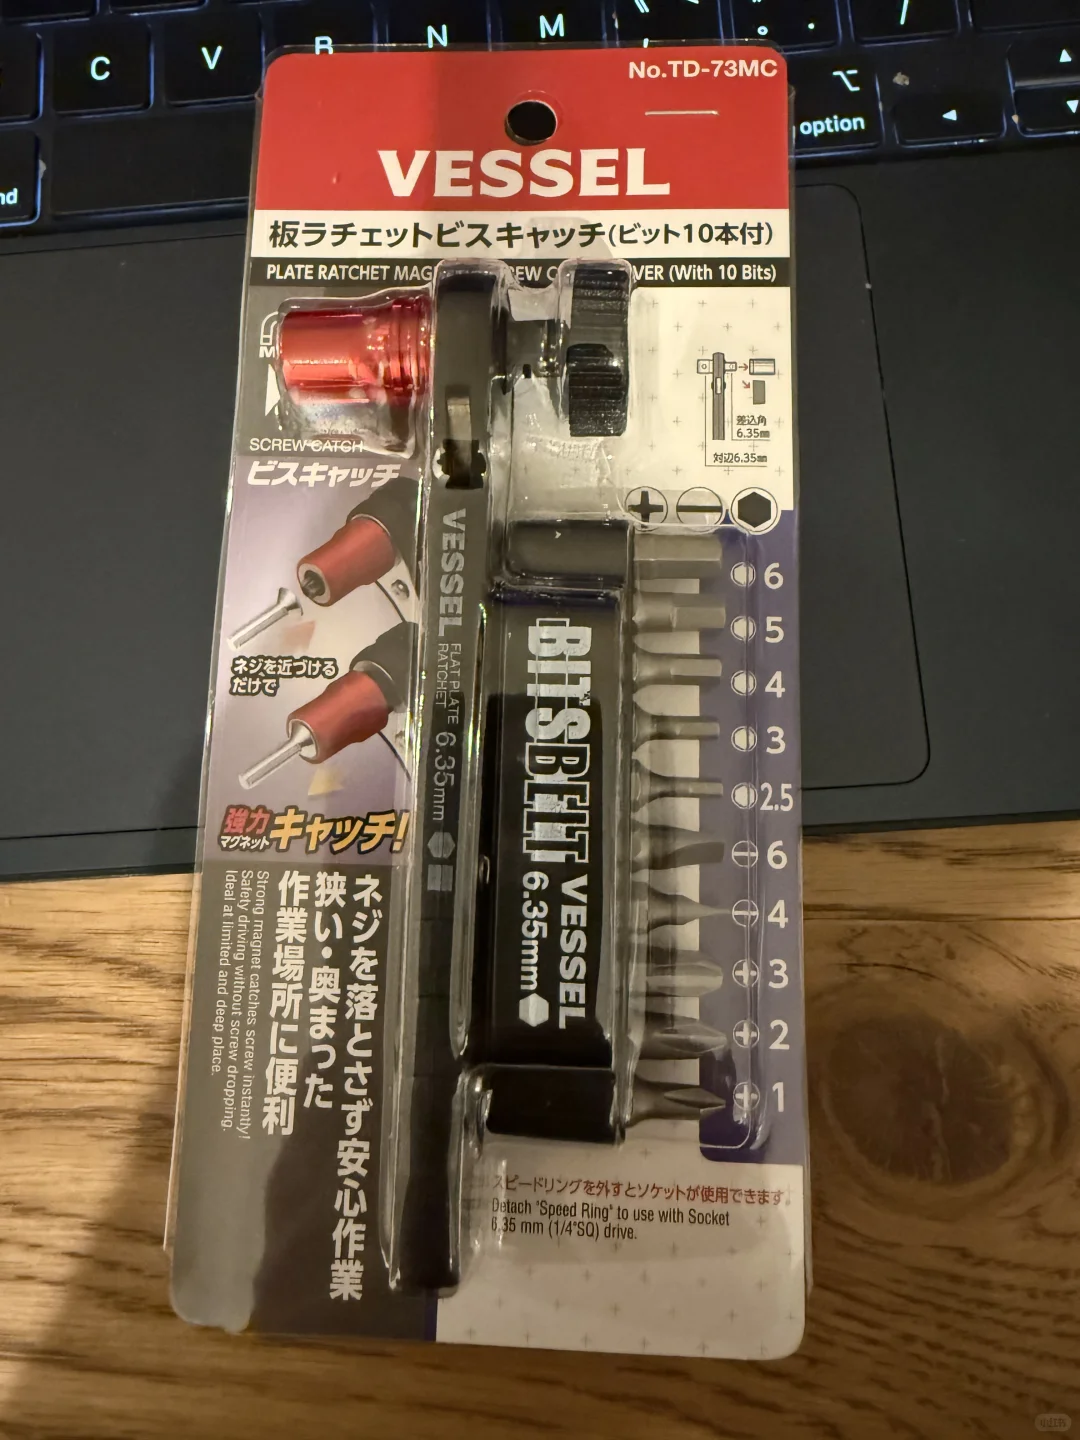 C
V
B
N
M
option
No.TD-73MC
VESSEL
板ラチェットビスキャッチ(ビット10本付)
PLATE RATCHET (With 10 Bits)
SCREW CATCH
ビスキャッチ
差込角
6.35mm
対辺6.35mm
ネジを近づける
だけで
強力
マグネット
キャッチ!
ネジを落とさず安心作業
狭い・奥まった
作業場所に便利
Strong magnet catches screw instantly!
Safety driving without screw dropping.
Ideal at limited and deep place.
VESSEL
FLAT PLATE
RATCHET
6.35mm
BITSBELT
VESSEL
6.35mm
6
5
4
3
2.5
6
4
3
2
1
スピードリングを外すとソケットが使用できます。
Detach "Speed Ring" to use with Socket
6.35 mm (1/4"SQ) drive.
小红书